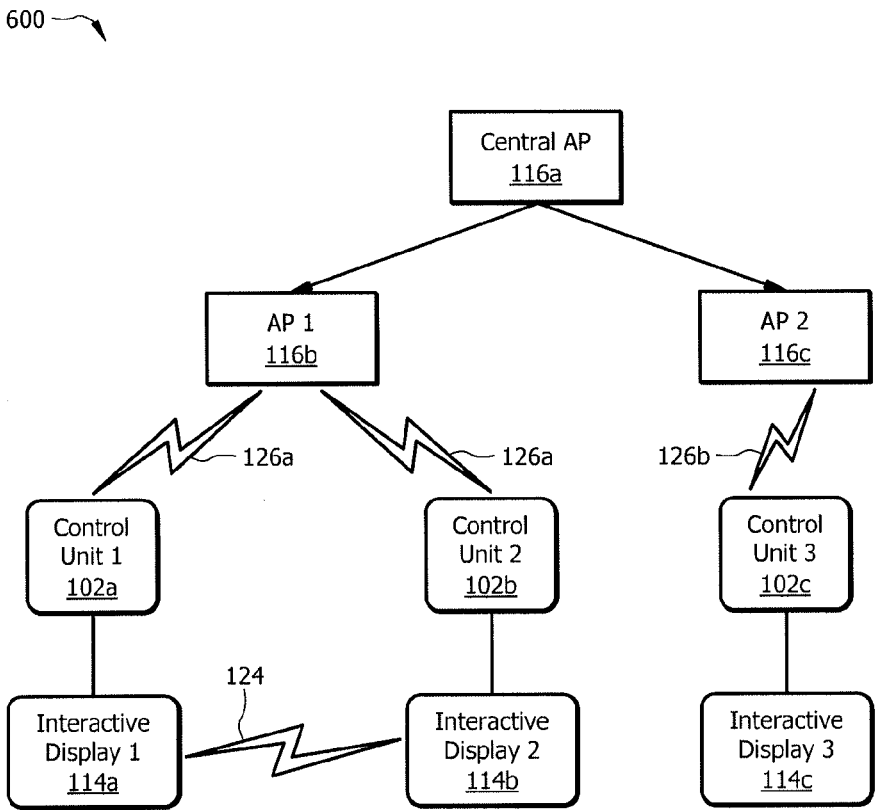 600
Central AP
116a
AP 1
116b
AP 2
116c
126a
126a
126b
Control
Unit 1
102a
Control
Unit 2
102b
Control
Unit 3
102c
124
Interactive
Display 1
114a
Interactive
Display 2
114b
Interactive
Display 3
114c